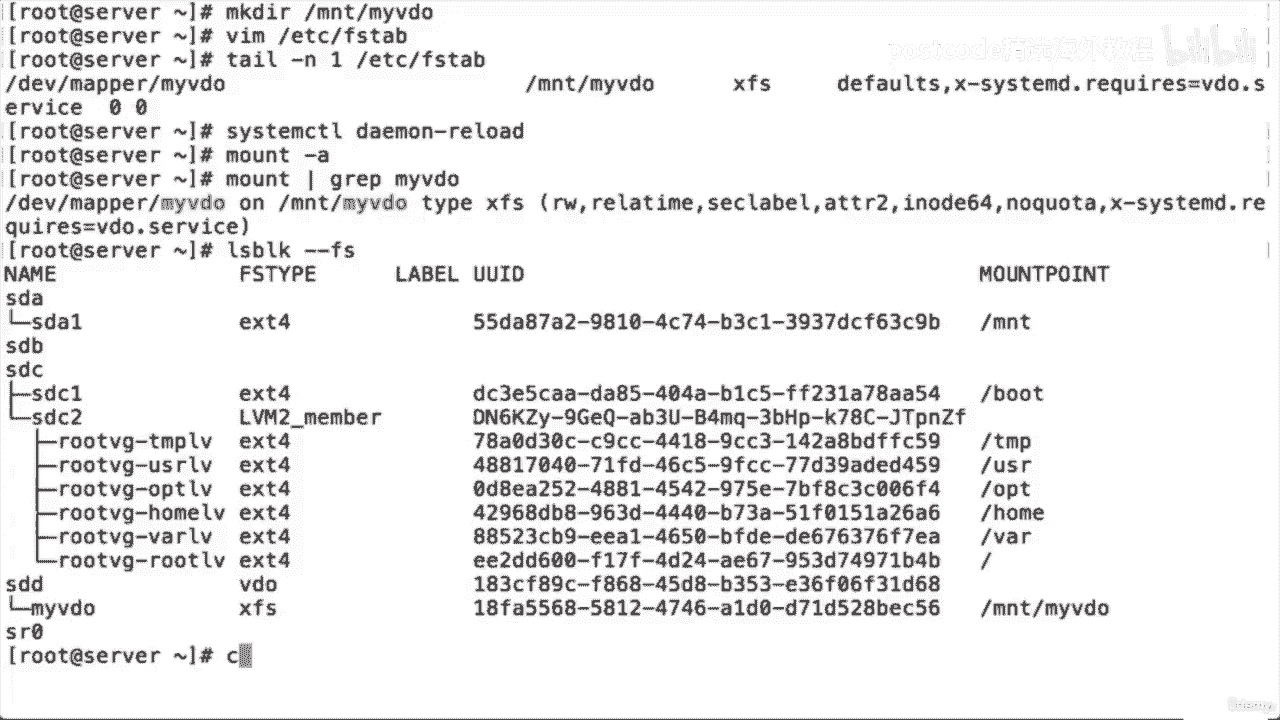 [root@server ~]# mkdir /mnt/myvdo
[root@server ~]# vim /etc/fstab
[root@server ~]# tail -n 1 /etc/fstab
/dev/mapper/myvdo /mnt/myvdo xfs defaults,x-systemd.requires=vdo.s
ervice 0 0
[root@server ~]# systemctl daemon-reload
[root@server ~]# mount -a
[root@server ~]# mount | grep myvdo
/dev/mapper/myvdo on /mnt/myvdo type xfs (rw,relatime,seclabel,attr2,inode64,noquota,x-systemd.re
quires=vdo.service)
[root@server ~]# lsblk --fs
NAME FSTYPE LABEL UUID MOUNTPOINT
sda
└─sda1 ext4 55da87a2-9810-4c74-b3c1-3937dcf63c9b /mnt
sdb
sdc
├─sdc1 ext4 dc3e5caa-da85-404a-b1c5-ff231a78aa54 /boot
└─sdc2 LVM2_member DN6KZy-9GeQ-ab3U-B4mq-3bHp-k78C-JTpnZf
├─rootvg-tmplv ext4 78a0d30c-c9cc-4418-9cc3-142a8bdffc59 /tmp
├─rootvg-usrlv ext4 48817040-71fd-46c5-9fcc-77d39aded459 /usr
├─rootvg-optlv ext4 0d8ea252-4881-4542-975e-7bf8c3c006f4 /opt
├─rootvg-homelv ext4 42968db8-963d-4440-b73a-51f0151a26a6 /home
├─rootvg-varlv ext4 88523cb9-eea1-4650-bfde-de676376f7ea /var
└─rootvg-rootlv ext4 ee2dd600-f17f-4d24-ae67-953d74971b4b /
sdd vdo 183cf89c-f868-45d8-b353-e36f06f31d68
└─myvdo xfs 18fa5568-5812-4746-a1d0-d71d528bec56 /mnt/myvdo
sr0
[root@server ~]# c
bilibili
Udemy